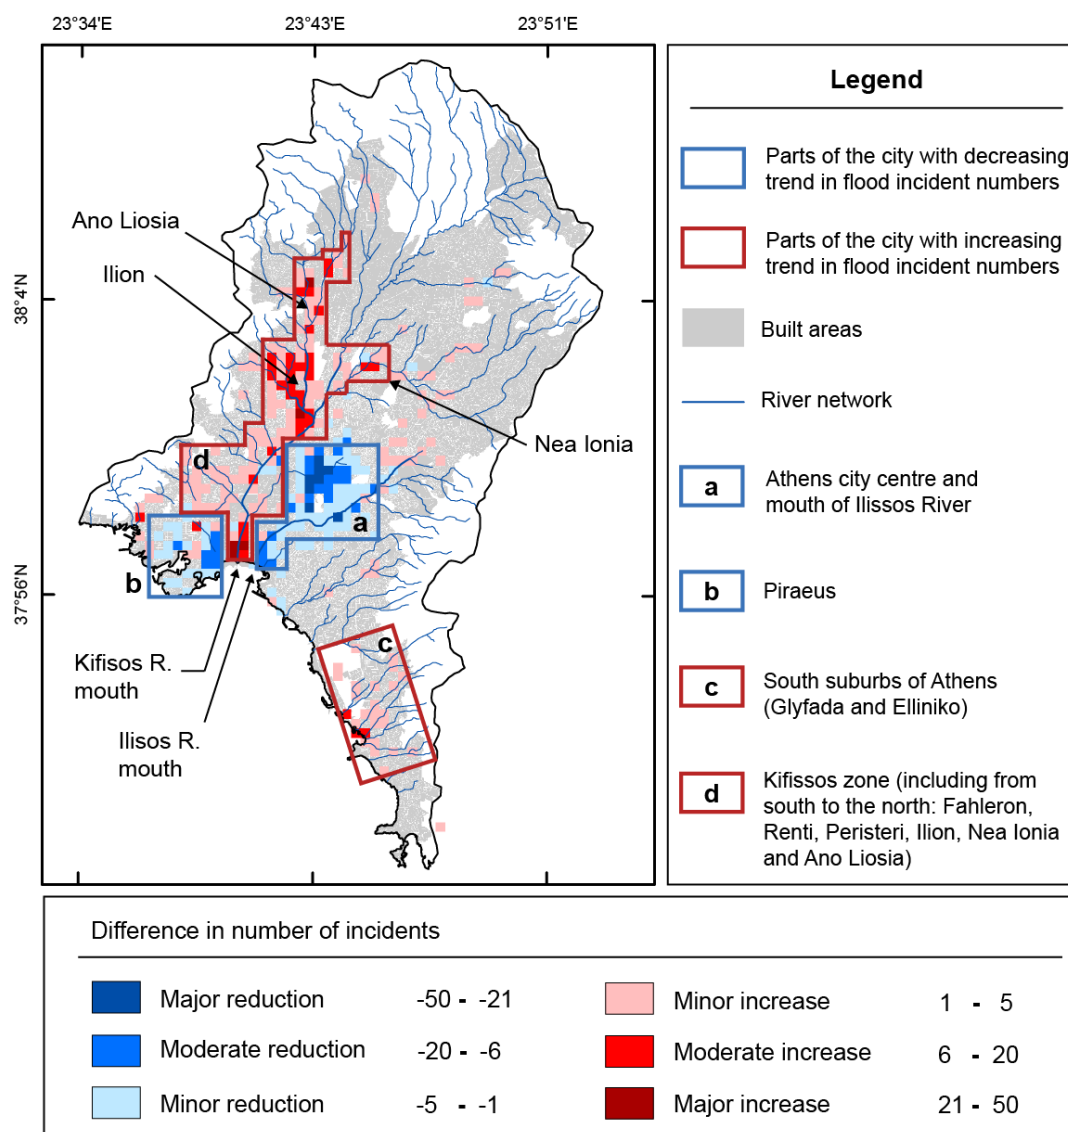 23°34'E 23°43'E 23°51'E
38°4'N
37°56'N
Ano Liosia
Ilion
Nea Ionia
d
a
b
c
Kifisos R.
mouth
Ilisos R.
mouth
Legend
Parts of the city with decreasing
trend in flood incident numbers
Parts of the city with increasing
trend in flood incident numbers
Built areas
River network
a Athens city centre and
mouth of Ilissos River
b Piraeus
c South suburbs of Athens
(Glyfada and Elliniko)
d Kifissos zone (including from
south to the north: Fahleron,
Renti, Peristeri, Ilion, Nea Ionia
and Ano Liosia)
Difference in number of incidents
Major reduction -50 - -21
Moderate reduction -20 - -6
Minor reduction -5 - -1
Minor increase 1 - 5
Moderate increase 6 - 20
Major increase 21 - 50